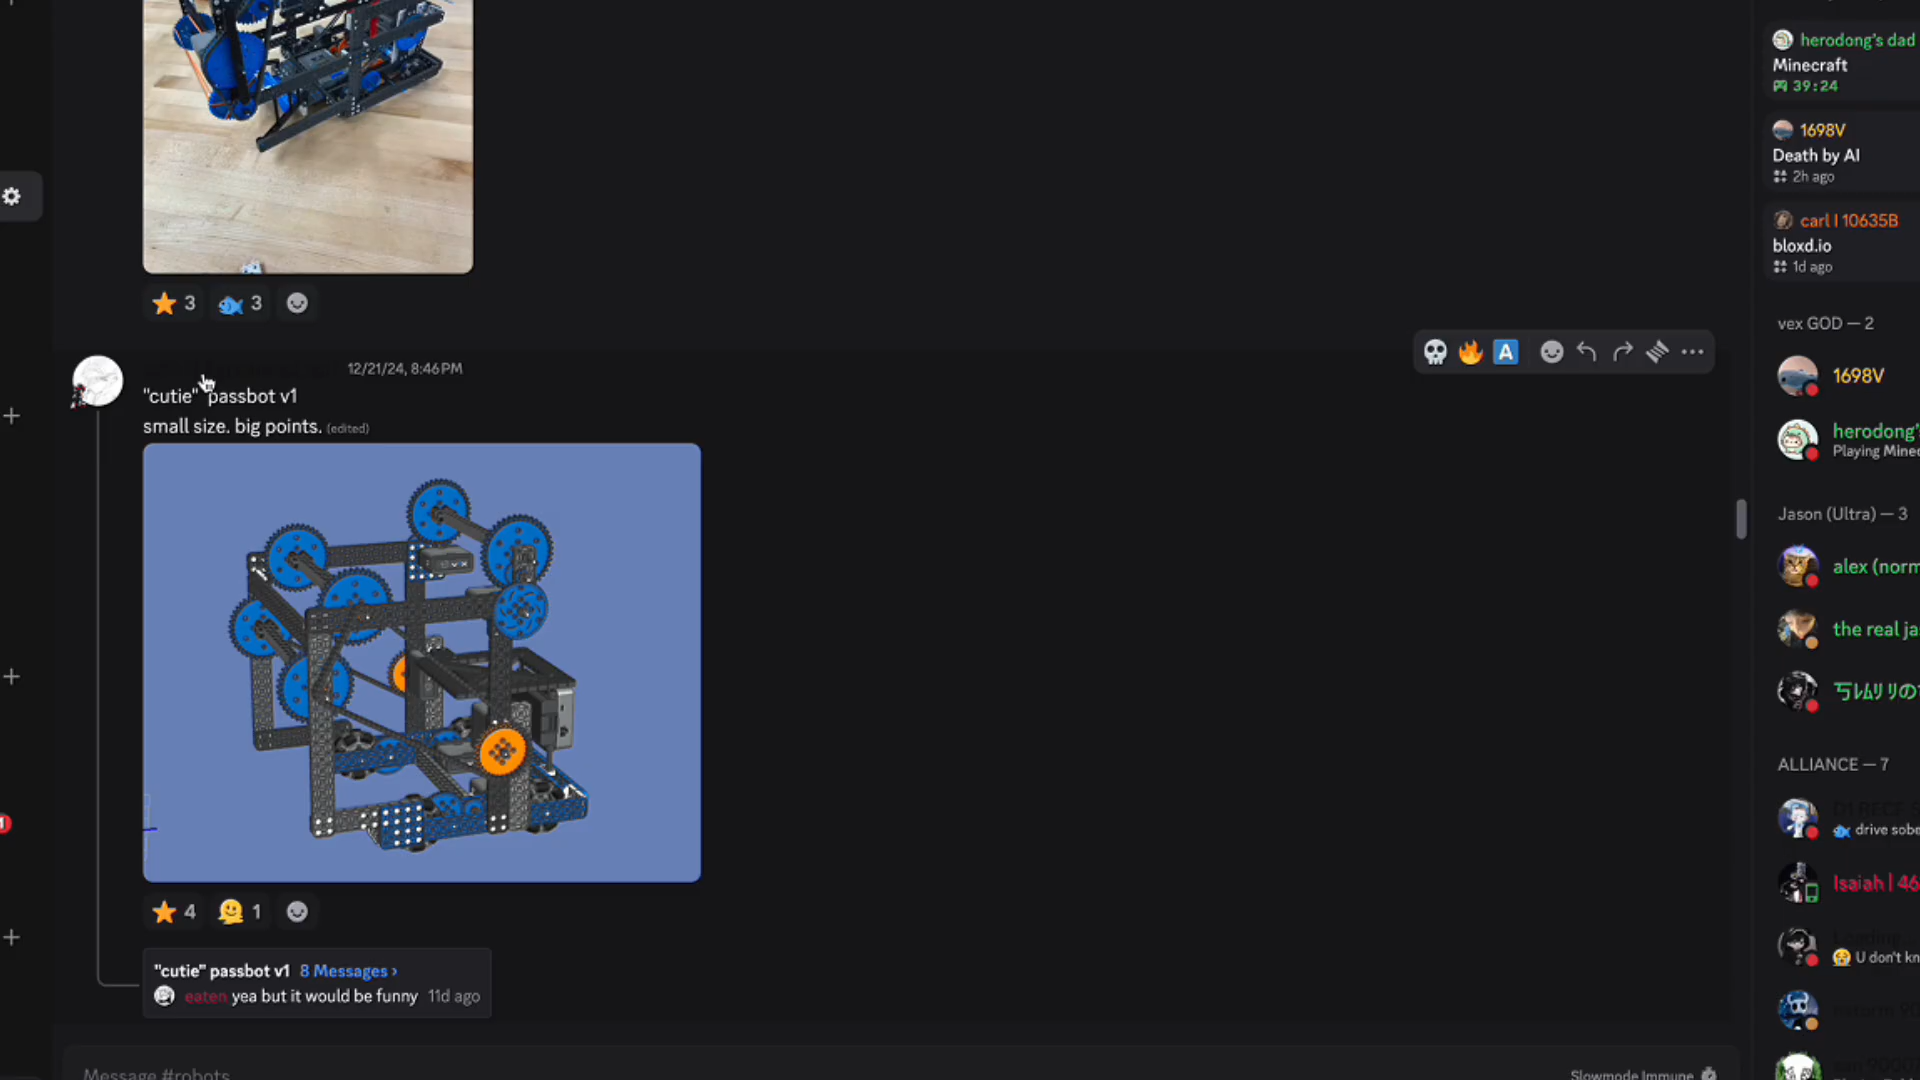 3 3
12/21/24, 8:46 PM
"cutie" passbot v1
small size. big points. (edited)
4 1
"cutie" passbot v1 8 Messages ›
eaten yea but it would be funny 11d ago
Message #robots
Slowmode Immune
herodong's dad
Minecraft
39:24
1698V
Death by AI
2h ago
carl | 10635B
bloxd.io
1d ago
vex GOD — 2
1698V
herodong's
Playing Minec
Jason (Ultra) — 3
alex (norm
the real ja
ALLIANCE — 7
drive sobe
Isaiah | 46
Loading...
U don't kn